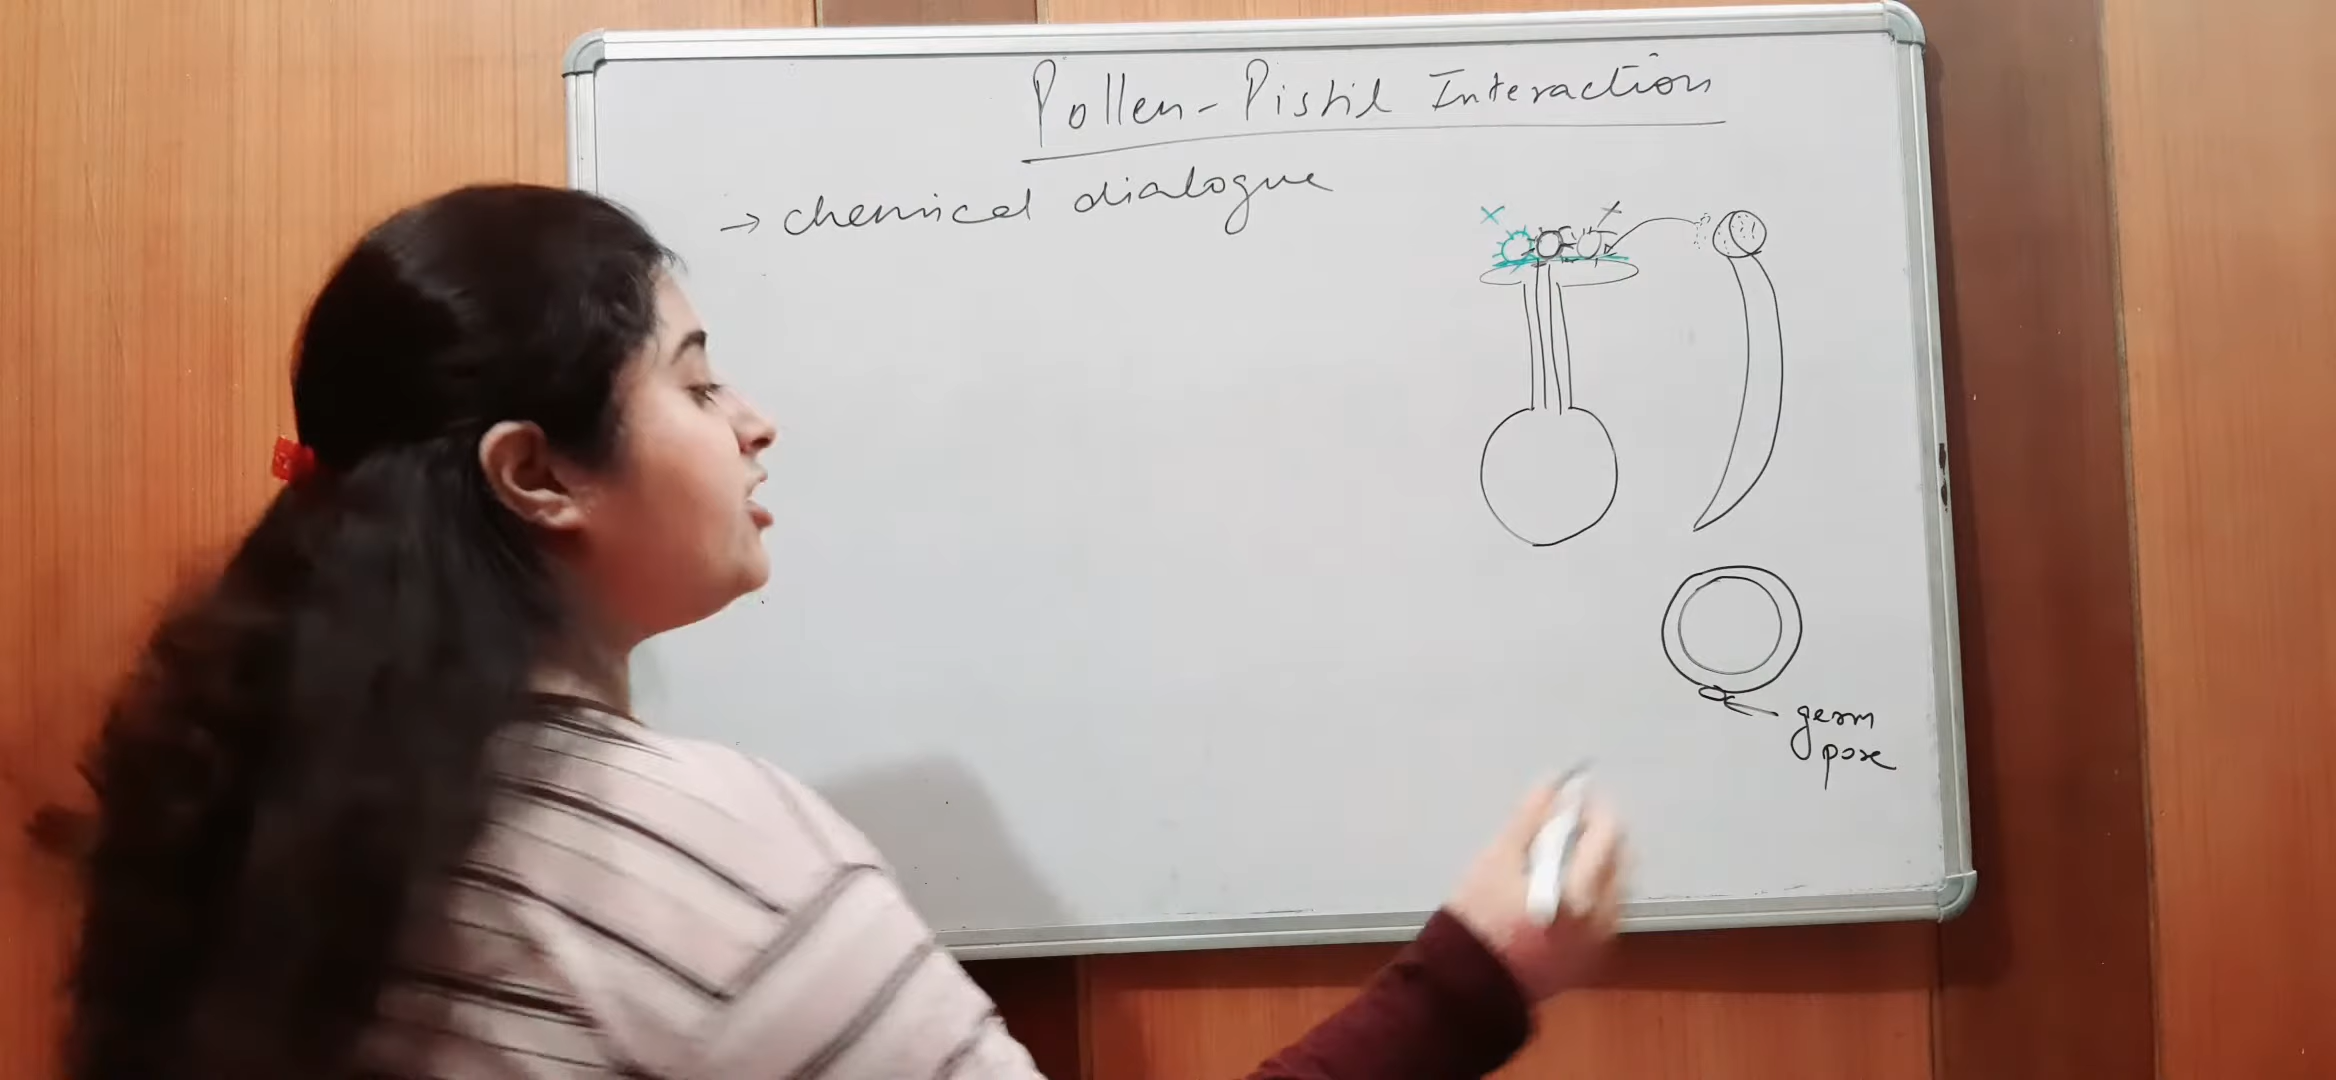 Pollen-Pistil Interaction
→ chemical dialogue
germ
pore